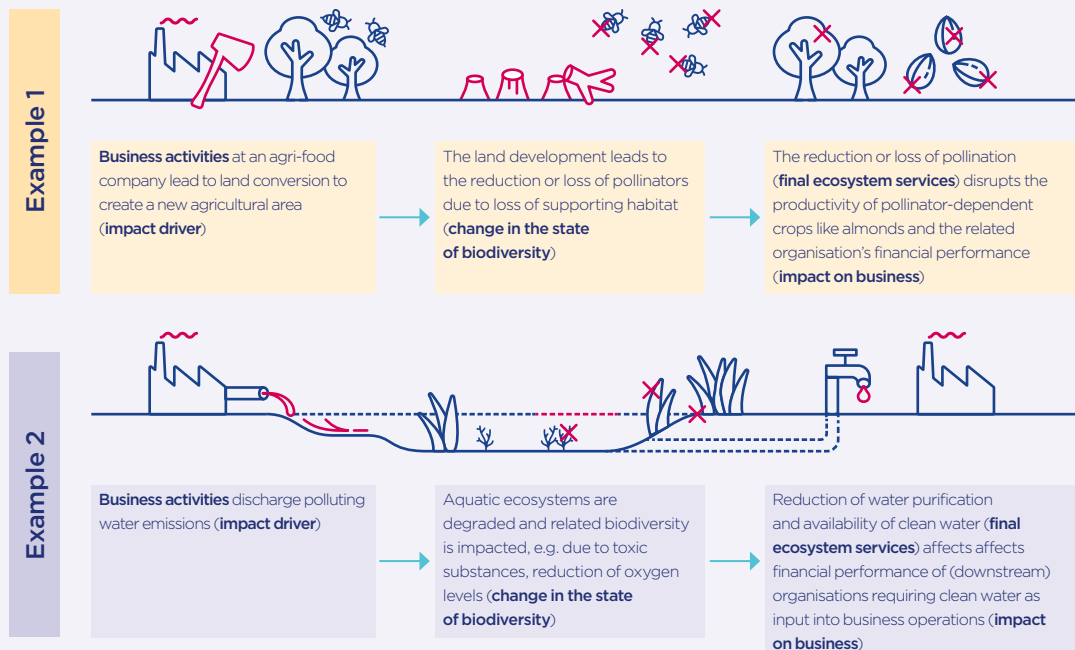 Example 1
Business activities at an agri-food
company lead to land conversion to
create a new agricultural area
(impact driver)
The land development leads to
the reduction or loss of pollinators
due to loss of supporting habitat
(change in the state
of biodiversity)
The reduction or loss of pollination
(final ecosystem services) disrupts the
productivity of pollinator-dependent
crops like almonds and the related
organisation's financial performance
(impact on business)
Example 2
Business activities discharge polluting
water emissions (impact driver)
Aquatic ecosystems are
degraded and related biodiversity
is impacted, e.g. due to toxic
substances, reduction of oxygen
levels (change in the state
of biodiversity)
Reduction of water purification
and availability of clean water (final
ecosystem services) affects affects
financial performance of (downstream)
organisations requiring clean water as
input into business operations (impact
on business)